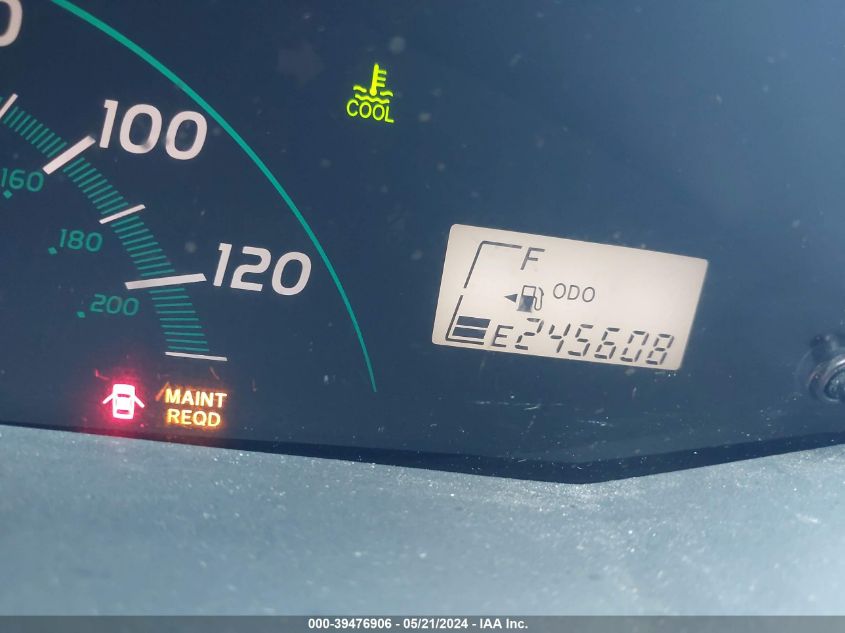 COOL
100
160
180
120
200
F
ODO
E 245608
MAINT
REQD
000-39476906 - 05/21/2024 - IAA Inc.